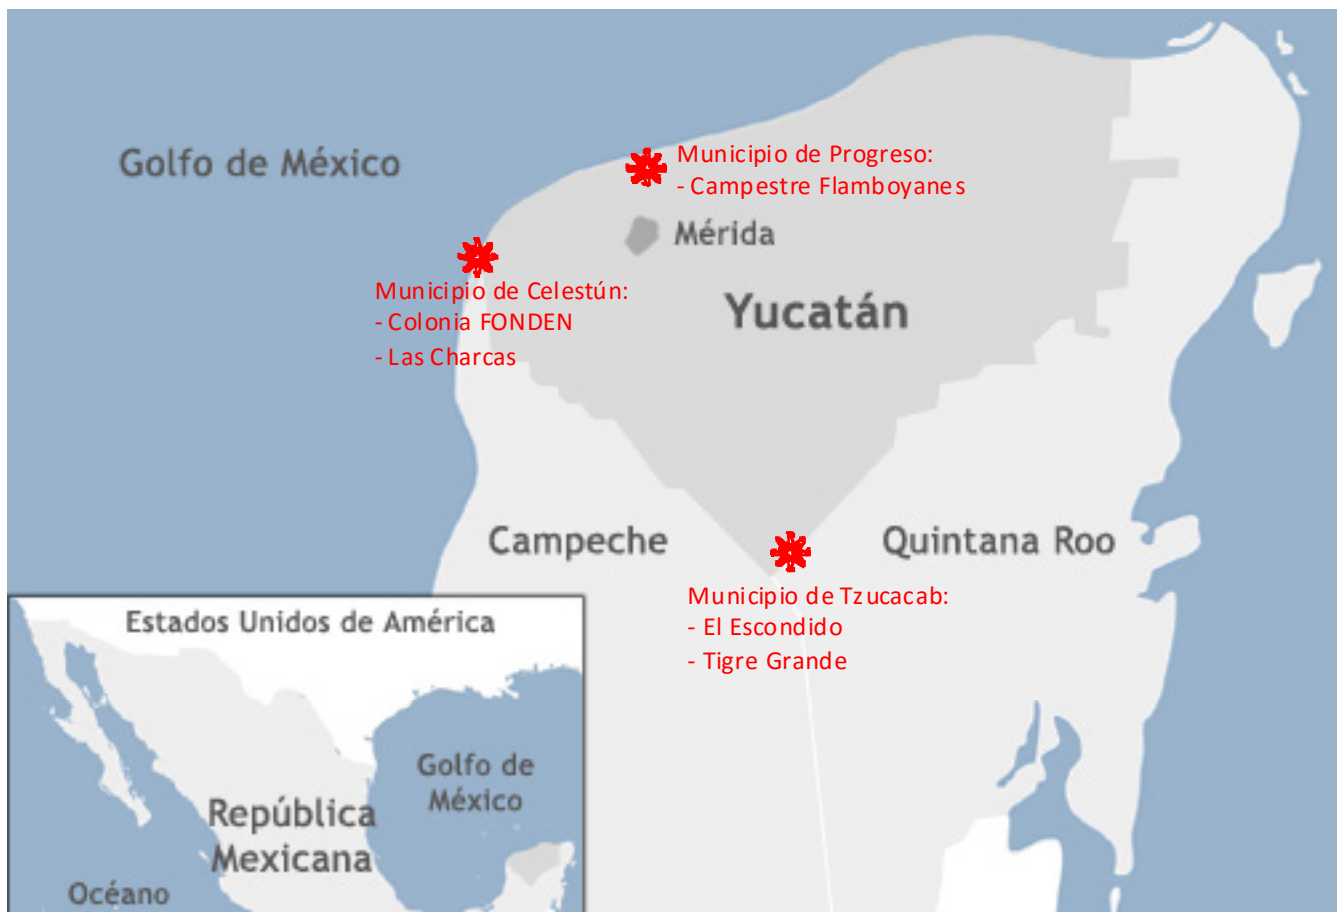 Golfo de México
Municipio de Progreso:
- Campestre Flamboyanes
Mérida
Municipio de Celestún:
- Colonia FONDEN
- Las Charcas
Yucatán
Campeche
Quintana Roo
Municipio de Tzucacab:
- El Escondido
- Tigre Grande
Estados Unidos de América
Golfo de
México
República
Mexicana
Océano